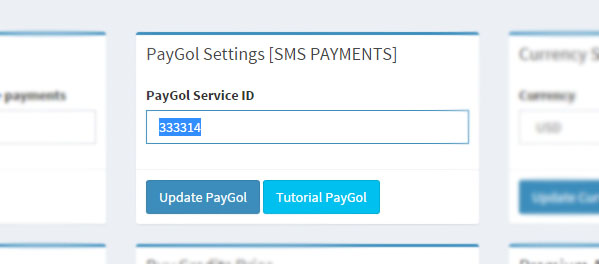 PayGol Settings [SMS PAYMENTS]
Currency S
payments
PayGol Service ID
Currency
333314
USD
Update PayGol
Tutorial PayGol
Update Cur